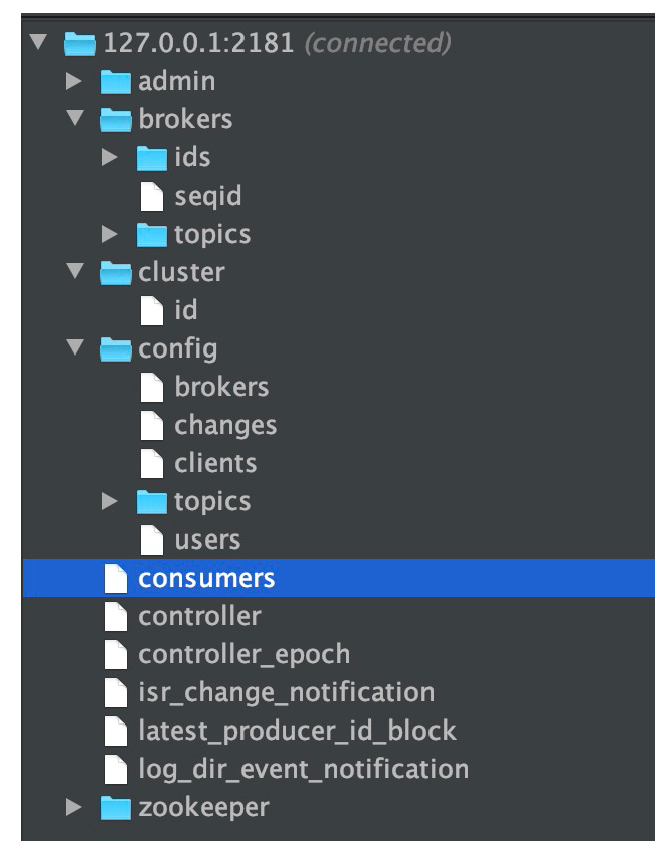 127.0.0.1:2181 (connected)
admin
brokers
ids
seqid
topics
cluster
id
config
brokers
changes
clients
topics
users
consumers
controller
controller_epoch
isr_change_notification
latest_producer_id_block
log_dir_event_notification
zookeeper